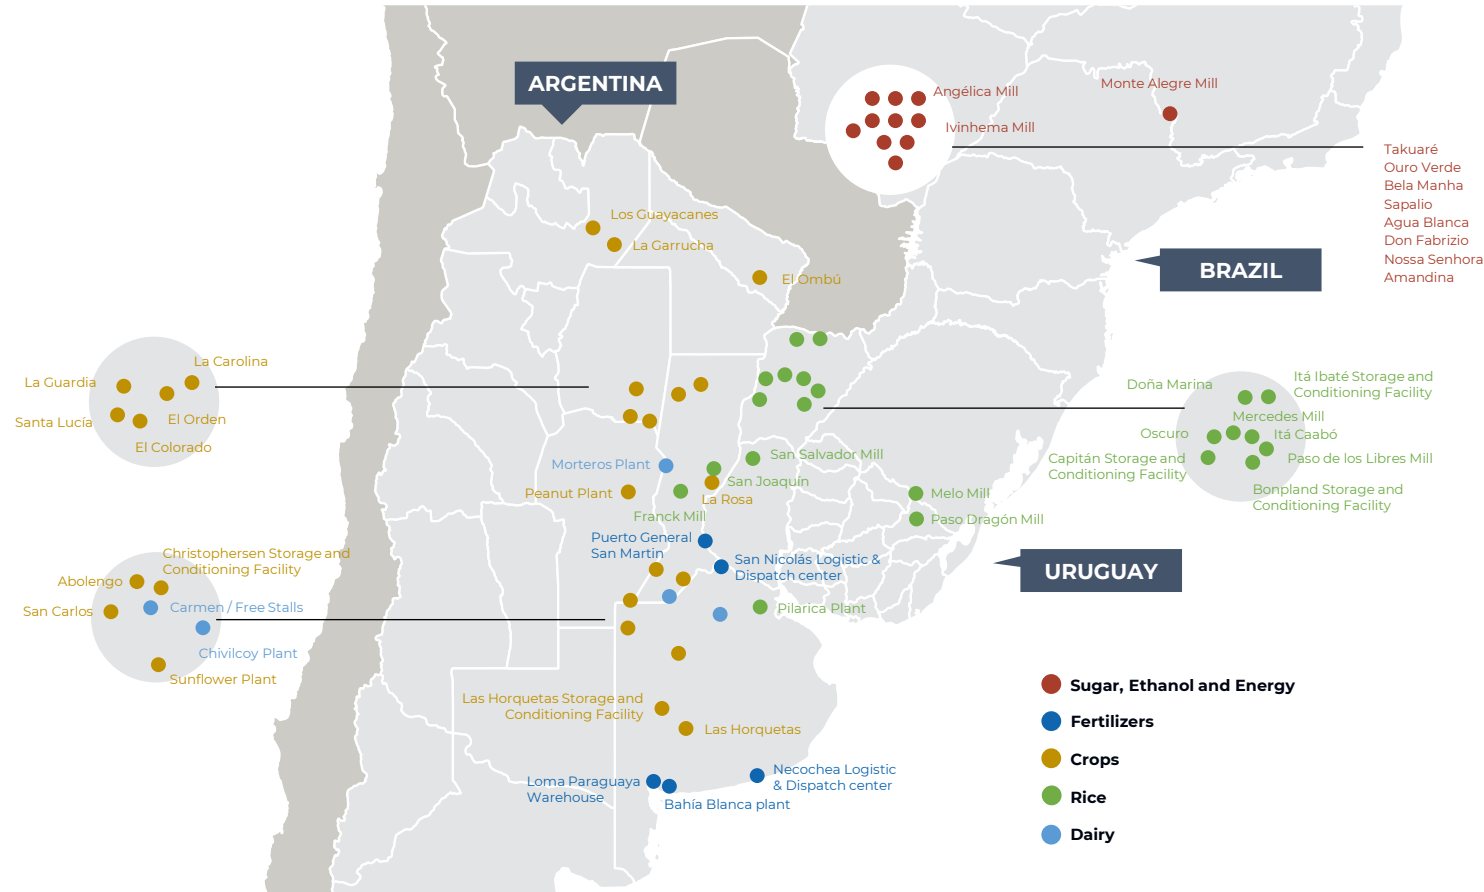 ARGENTINA
Angélica Mill
Monte Alegre Mill
Ivinhema Mill
Takuaré
Ouro Verde
Bela Manha
Sapalio
Agua Blanca
Don Fabrizio
Nossa Senhora
Amandina
Los Guayacanes
La Garrucha
El Ombú
BRAZIL
La Carolina
La Guardia
Santa Lucía
El Orden
El Colorado
Doña Marina
Itá Ibaté Storage and
Conditioning Facility
Mercedes Mill
Oscuro
Itá Caabó
Capitán Storage and
Conditioning Facility
Paso de los Libres Mill
Bonpland Storage and
Conditioning Facility
Morteros Plant
San Salvador Mill
Peanut Plant
San Joaquín
La Rosa
Franck Mill
Melo Mill
Paso Dragón Mill
Puerto General
San Martin
San Nicolás Logistic &
Dispatch center
URUGUAY
Christophersen Storage and
Conditioning Facility
Abolengo
San Carlos
Carmen / Free Stalls
Chivilcoy Plant
Sunflower Plant
Pilarica Plant
Las Horquetas Storage and
Conditioning Facility
Las Horquetas
Loma Paraguaya
Warehouse
Bahía Blanca plant
Necochea Logistic
& Dispatch center
Sugar, Ethanol and Energy
Fertilizers
Crops
Rice
Dairy